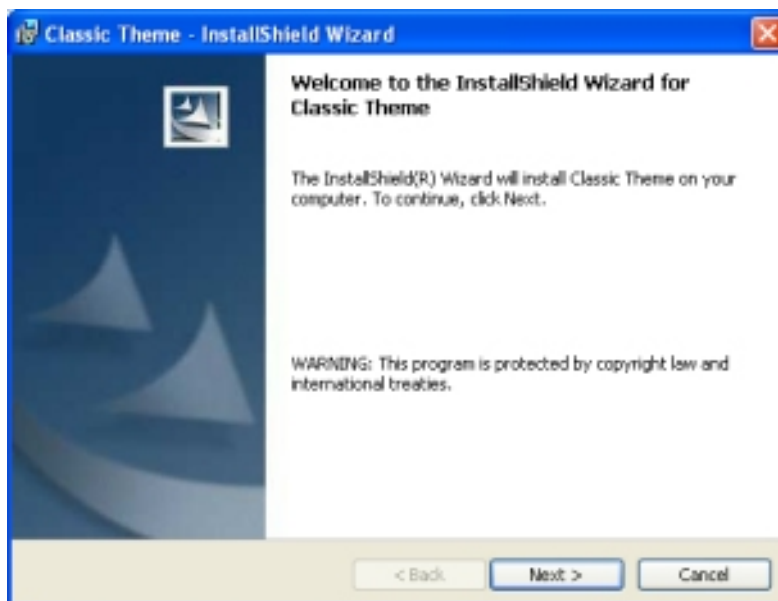 Classic Theme - InstallShield Wizard
Welcome to the InstallShield Wizard for
Classic Theme
The InstallShield(R) Wizard will install Classic Theme on your
computer. To continue, click Next.
WARNING: This program is protected by copyright law and
international treaties.
< Back
Next >
Cancel